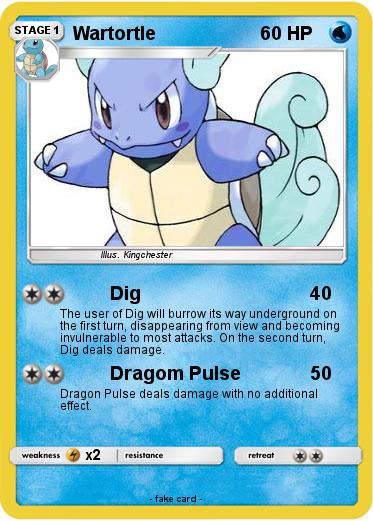 STAGE 1 Wartortle 60 HP
Illus. Kingchester
Dig 40
The user of Dig will burrow its way underground on
the first turn, disappearing from view and becoming
invulnerable to most attacks. On the second turn,
Dig deals damage.
Dragom Pulse 50
Dragon Pulse deals damage with no additional
effect.
weakness x2 resistance retreat
- fake card -